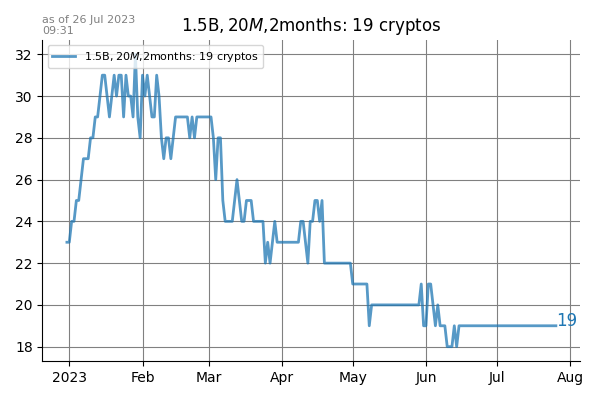 as of 26 Jul 2023
09:31
1.5B, 20M,2months: 19 cryptos
1.5B, 20M,2months: 19 cryptos
32
30
28
26
24
22
20
18
19
2023 Feb Mar Apr May Jun Jul Aug